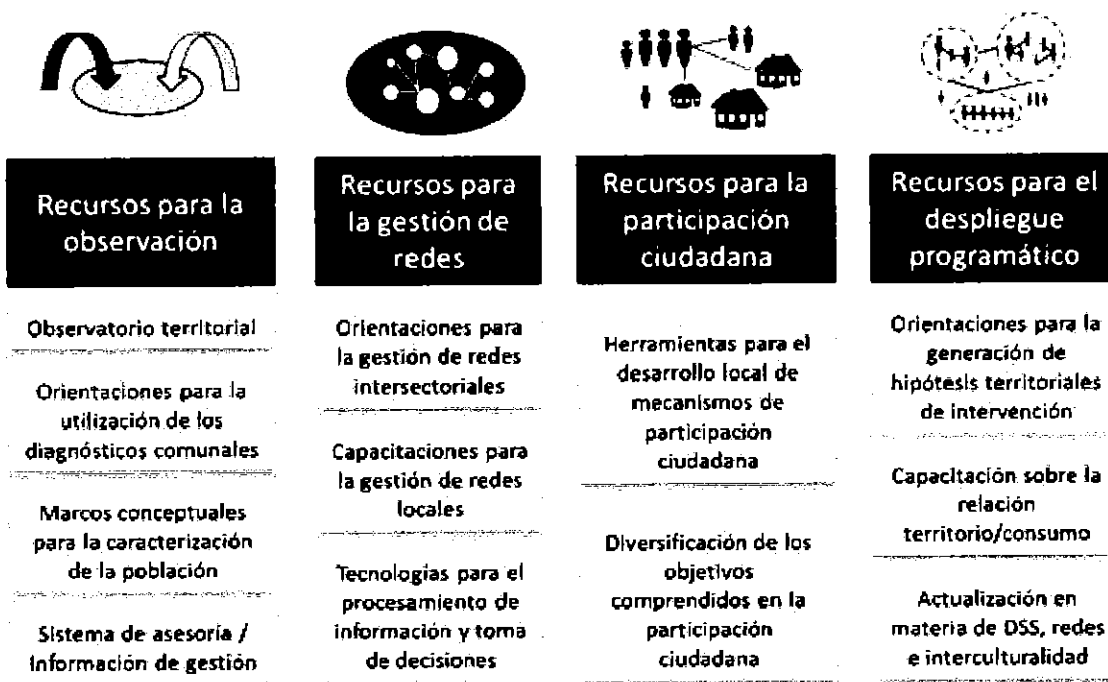 Recursos para la
observación
Observatorio territorial
Orientaciones para la
utilización de los
diagnósticos comunales
Marcos conceptuales
para la caracterización
de la población
Sistema de asesoría /
Información de gestión
Recursos para
la gestión de
redes
Orientaciones para
la gestión de redes
intersectoriales
Capacitaciones para
la gestión de redes
locales
Tecnologías para el
procesamiento de
información y toma
de decisiones
Recursos para la
participación
ciudadana
Herramientas para el
desarrollo local de
mecanismos de
participación
ciudadana
Diversificación de los
objetivos
comprendidos en la
participación
ciudadana
Recursos para el
despliegue
programático
Orientaciones para la
generación de
hipótesis territoriales
de intervención
Capacitación sobre la
relación
territorio/consumo
Actualización en
materia de DSS, redes
e interculturalidad